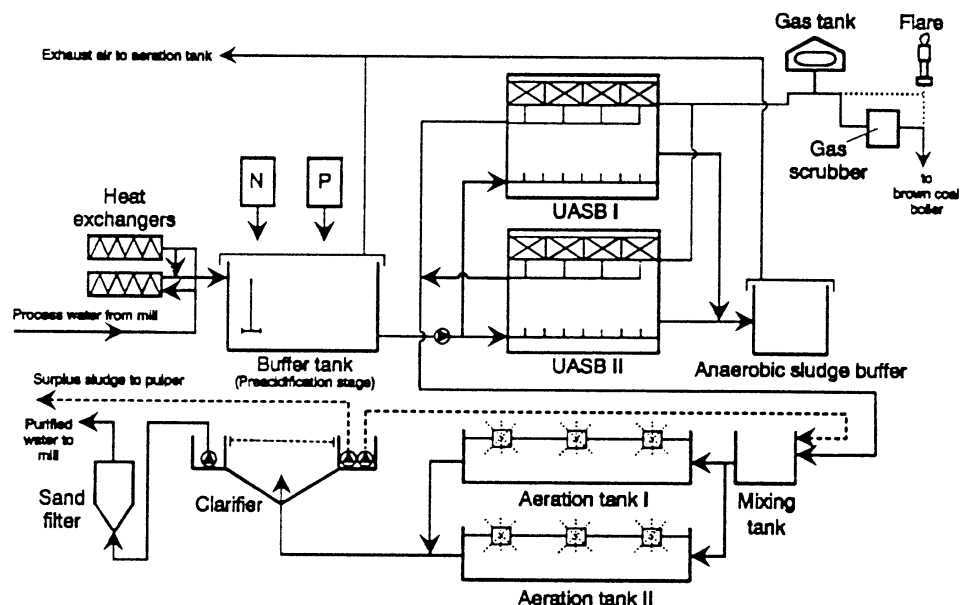 Gas tank
Flare
Exhaust air to aeration tank
Gas
scrubber
to
brown coal
boiler
N
P
Heat
exchangers
UASB I
Process water from mill
Buffer tank
(Preacidification stage)
UASB II
Anaerobic sludge buffer
Surplus sludge to pulper
Purified
water to
mill
Sand
filter
Clarifier
Aeration tank I
Mixing
tank
Aeration tank II